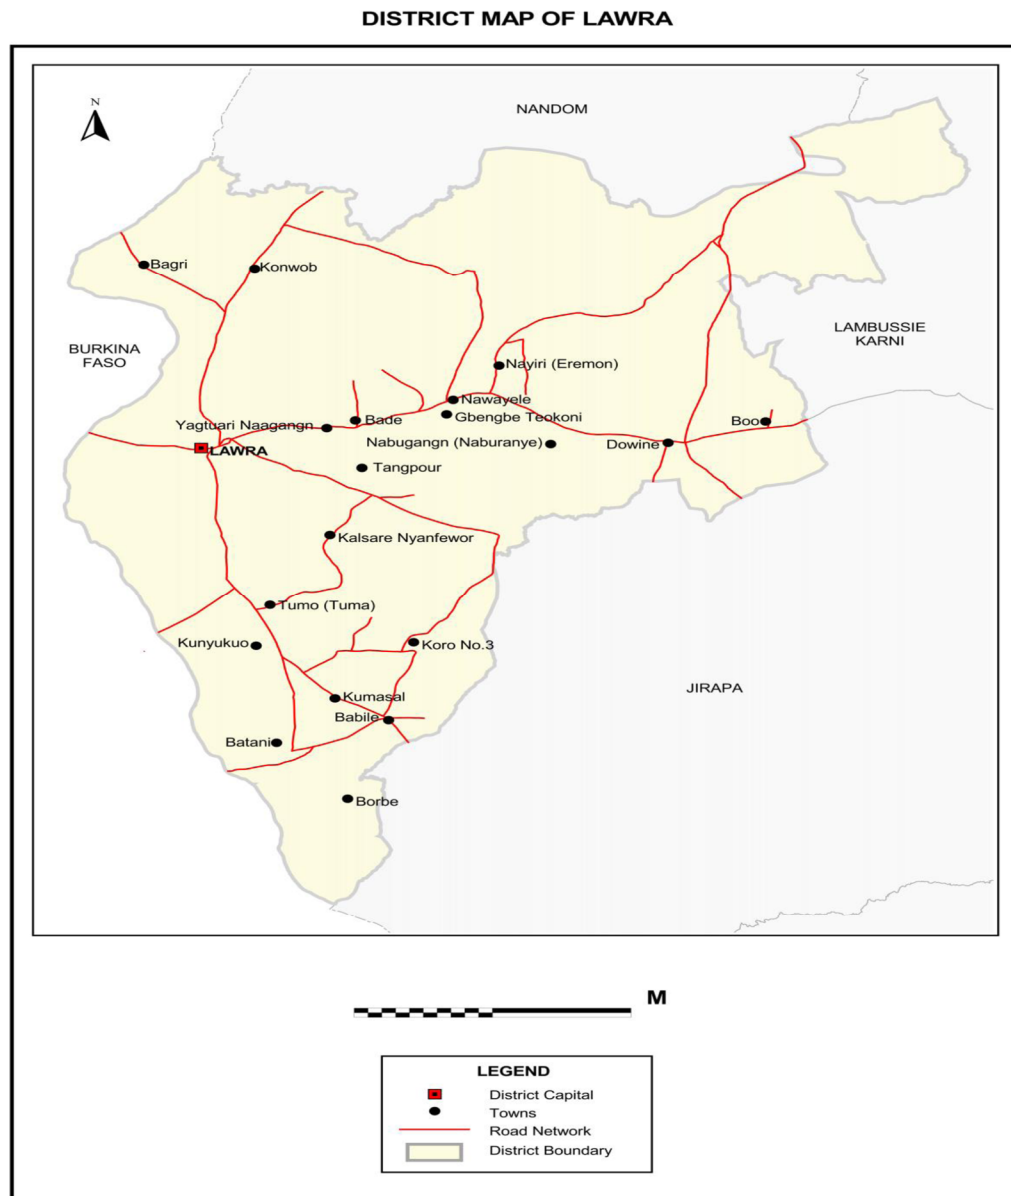 DISTRICT MAP OF LAWRA
N
NANDOM
Bagri
Konwob
LAMBUSSIE
KARNI
BURKINA
FASO
Nayiri (Eremon)
Nawayele
Gbengbe Teokoni
Bade
Yagtuari Naagangn
Boo
Nabugangn (Naburanye)
Dowine
LAWRA
Tangpour
Kalsare Nyanfewor
Tumo (Tuma)
Kunyukuo
Koro No.3
JIRAPA
Kumasal
Babile
Batani
Borbe
M
LEGEND
District Capital
Towns
Road Network
District Boundary